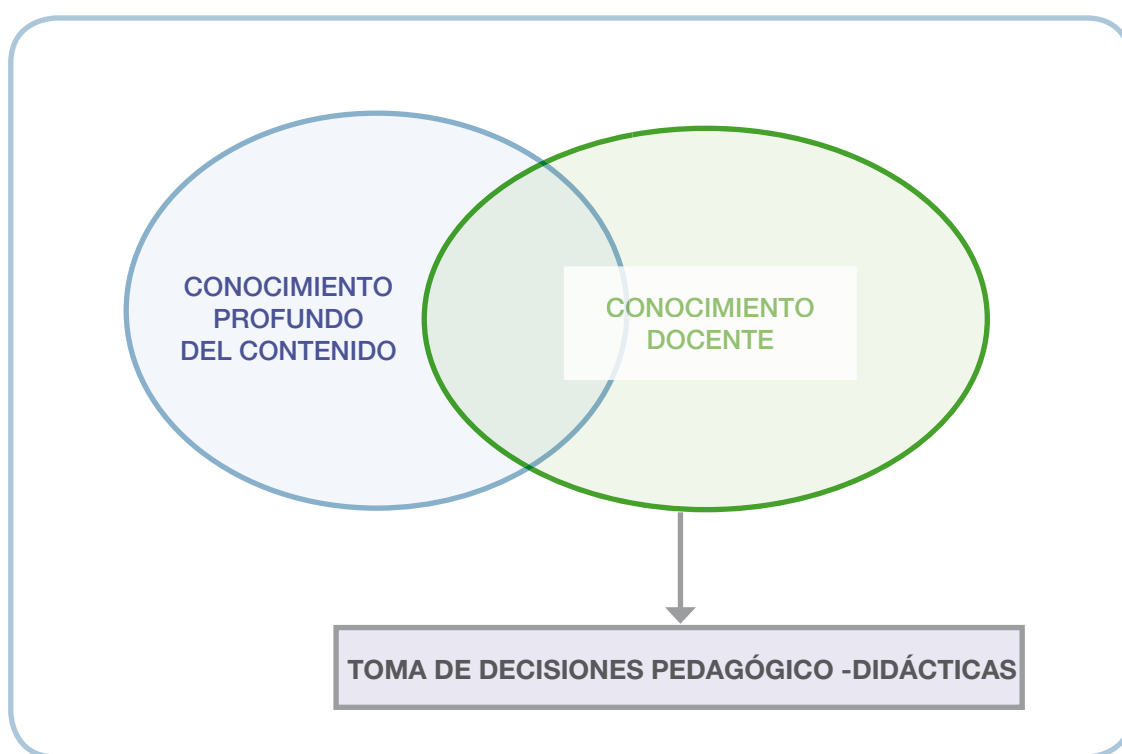 CONOCIMIENTO
PROFUNDO
DEL CONTENIDO
CONOCIMIENTO
DOCENTE
TOMA DE DECISIONES PEDAGÓGICO -DIDÁCTICAS